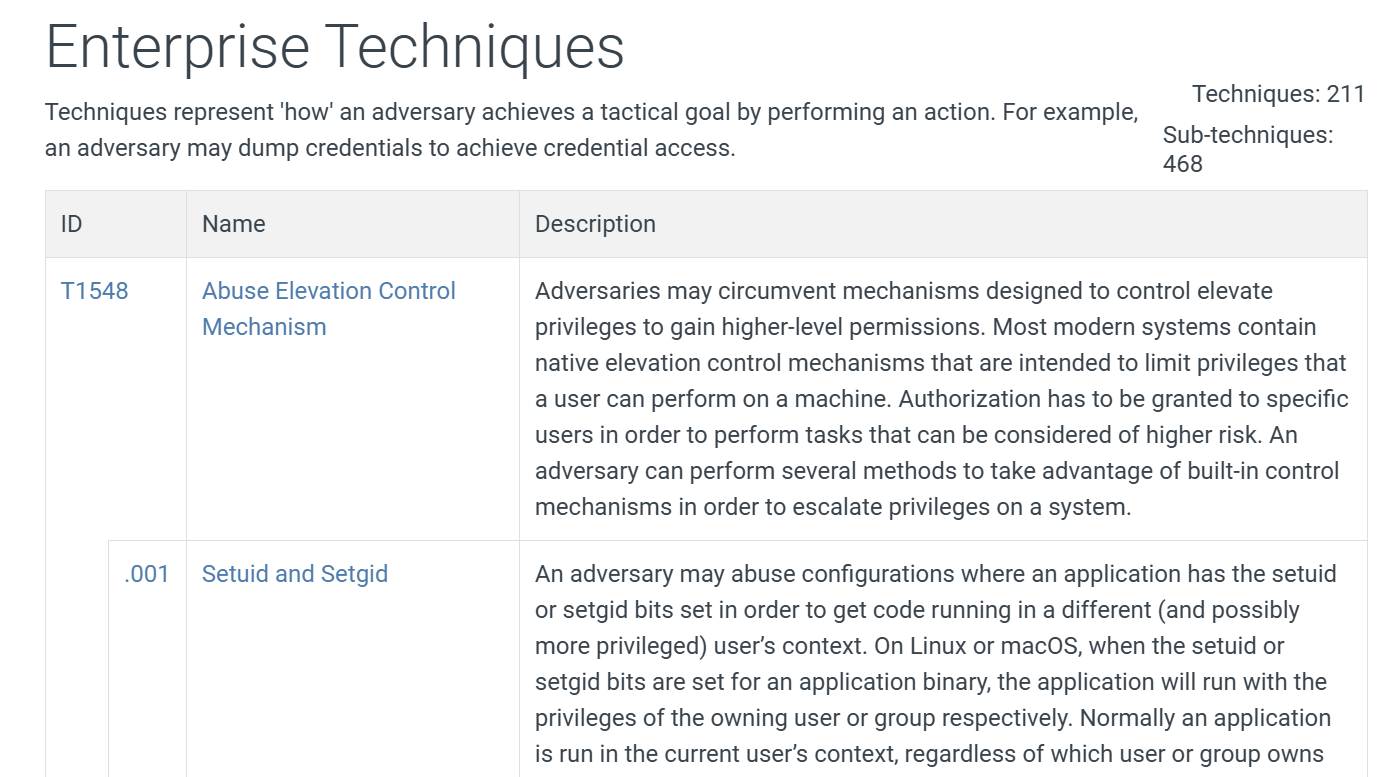 Enterprise Techniques
Techniques: 211
Techniques represent 'how' an adversary achieves a tactical goal by performing an action. For example,
an adversary may dump credentials to achieve credential access.
Sub-techniques:
468
ID
Name
Description
T1548
Abuse Elevation Control
Mechanism
Adversaries may circumvent mechanisms designed to control elevate
privileges to gain higher-level permissions. Most modern systems contain
native elevation control mechanisms that are intended to limit privileges that
a user can perform on a machine. Authorization has to be granted to specific
users in order to perform tasks that can be considered of higher risk. An
adversary can perform several methods to take advantage of built-in control
mechanisms in order to escalate privileges on a system.
.001
Setuid and Setgid
An adversary may abuse configurations where an application has the setuid
or setgid bits set in order to get code running in a different (and possibly
more privileged) user’s context. On Linux or macOS, when the setuid or
setgid bits are set for an application binary, the application will run with the
privileges of the owning user or group respectively. Normally an application
is run in the current user’s context, regardless of which user or group owns